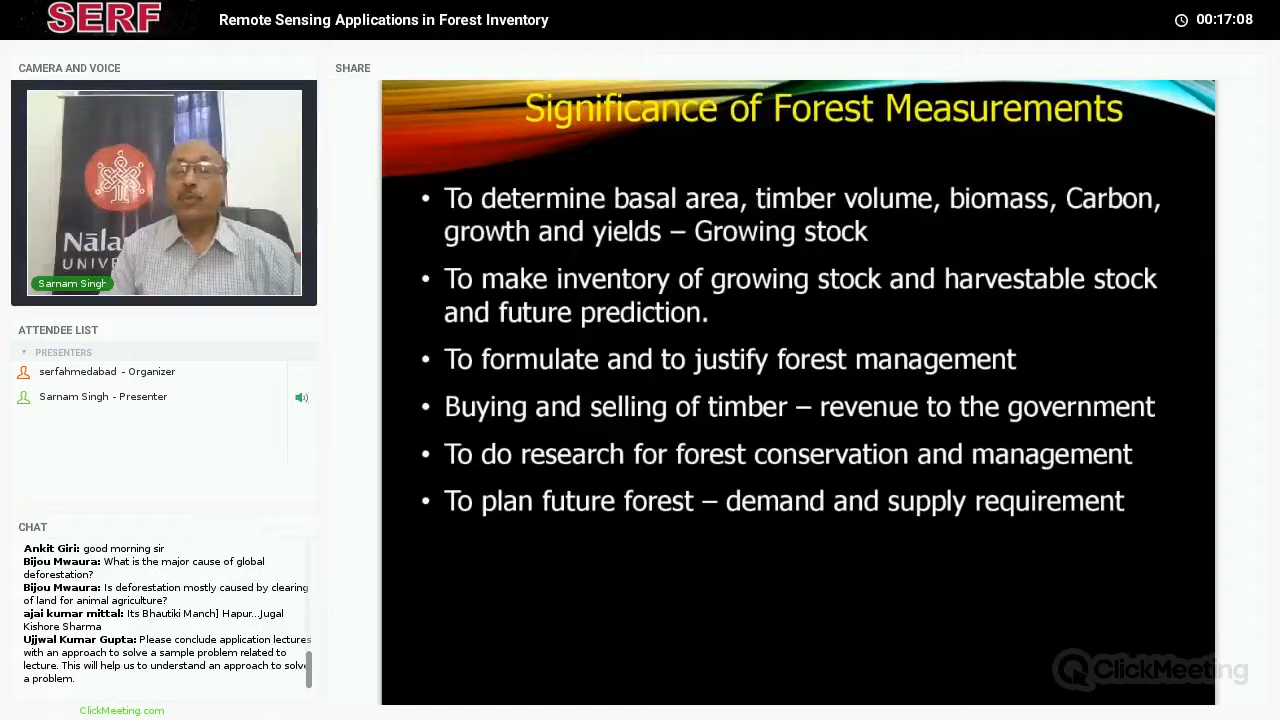 SERF
Remote Sensing Applications in Forest Inventory
00:17:08
CAMERA AND VOICE
SHARE
Nāla
UNIVER
Sarnam Singh
ATTENDEE LIST
PRESENTERS
serfahmedabad - Organizer
Sarnam Singh - Presenter
CHAT
Ankit Giri: good morning sir
Bijou Mwaura: What is the major cause of global
deforestation?
Bijou Mwaura: Is deforestation mostly caused by clearing
of land for animal agriculture?
ajai kumar mittal: Its Bhautiki Manch] Hapur...Jugal
Kishore Sharma
Ujjwal Kumar Gupta: Please conclude application lectures
with an approach to solve a sample problem related to
lecture. This will help us to understand an approach to solve
a problem.
ClickMeeting.com
Significance of Forest Measurements
• To determine basal area, timber volume, biomass, Carbon,
growth and yields – Growing stock
• To make inventory of growing stock and harvestable stock
and future prediction.
• To formulate and to justify forest management
• Buying and selling of timber – revenue to the government
• To do research for forest conservation and management
• To plan future forest – demand and supply requirement
ClickMeeting